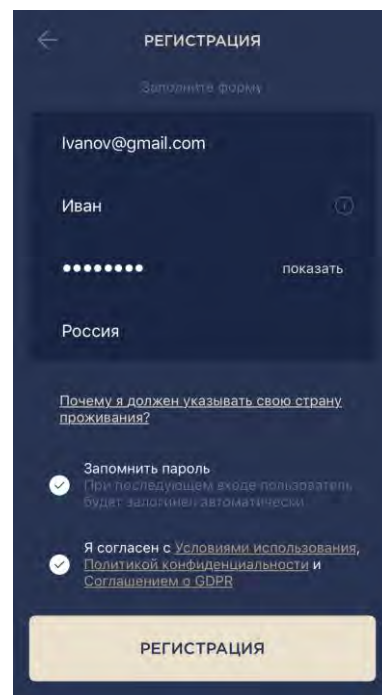 РЕГИСТРАЦИЯ
Заполните форму
Ivanov@gmail.com
Иван
показать
Россия
Почему я должен указывать свою страну
проживания?
Запомнить пароль
При последующем входе пользователь
будет залогинен автоматически
Я согласен с Условиями использования,
Политикой конфиденциальности и
Соглашением о GDPR
РЕГИСТРАЦИЯ